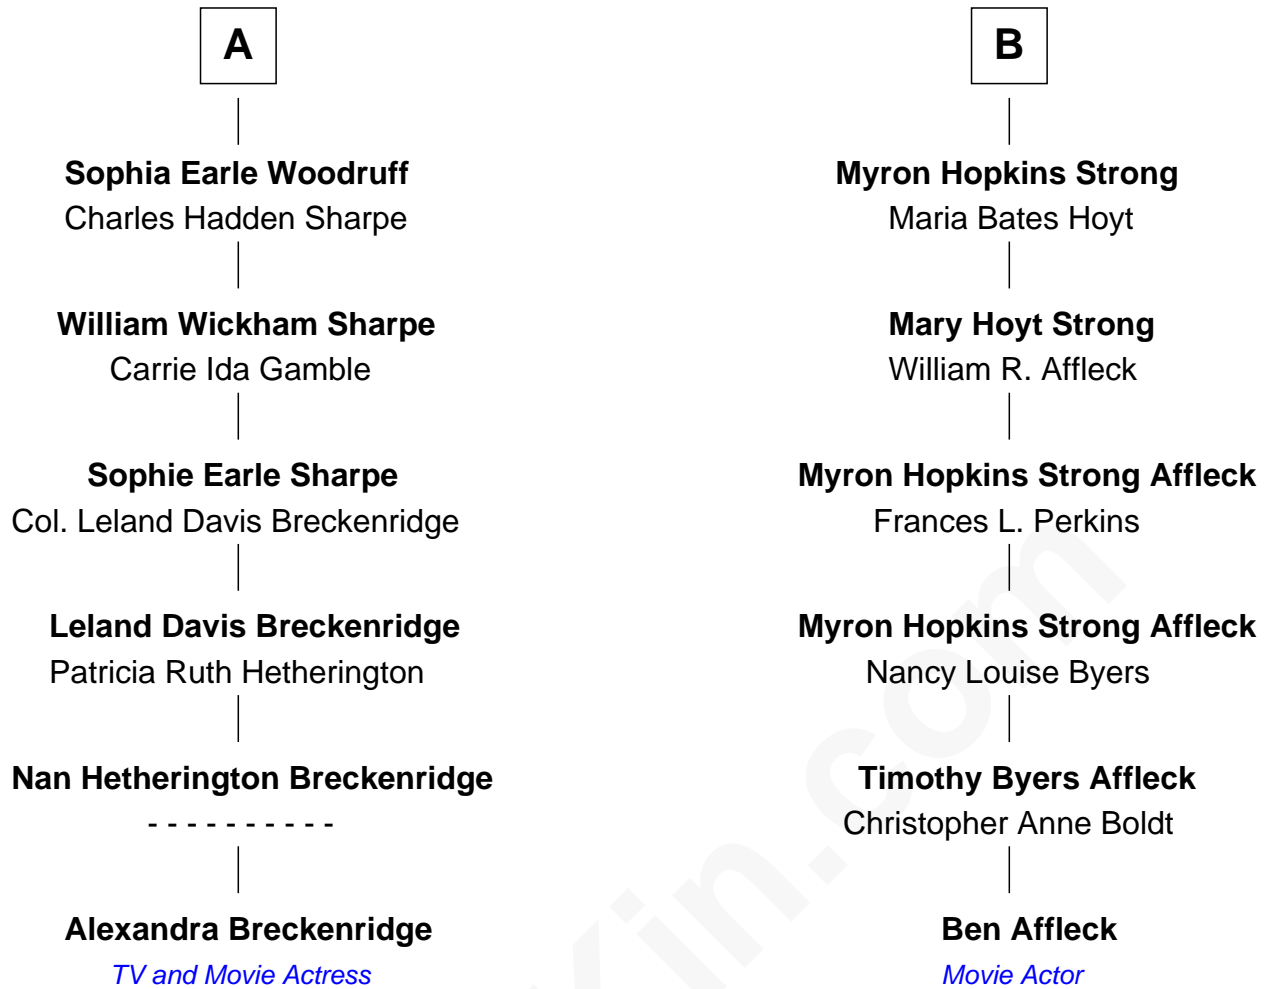 A
Sophia Earle Woodruff
Charles Hadden Sharpe
William Wickham Sharpe
Carrie Ida Gamble
Sophie Earle Sharpe
Col. Leland Davis Breckenridge
Leland Davis Breckenridge
Patricia Ruth Hetherington
Nan Hetherington Breckenridge
- - - - - - - - - -
Alexandra Breckenridge
TV and Movie Actress
B
Myron Hopkins Strong
Maria Bates Hoyt
Mary Hoyt Strong
William R. Affleck
Myron Hopkins Strong Affleck
Frances L. Perkins
Myron Hopkins Strong Affleck
Nancy Louise Byers
Timothy Byers Affleck
Christopher Anne Boldt
Ben Affleck
Movie Actor